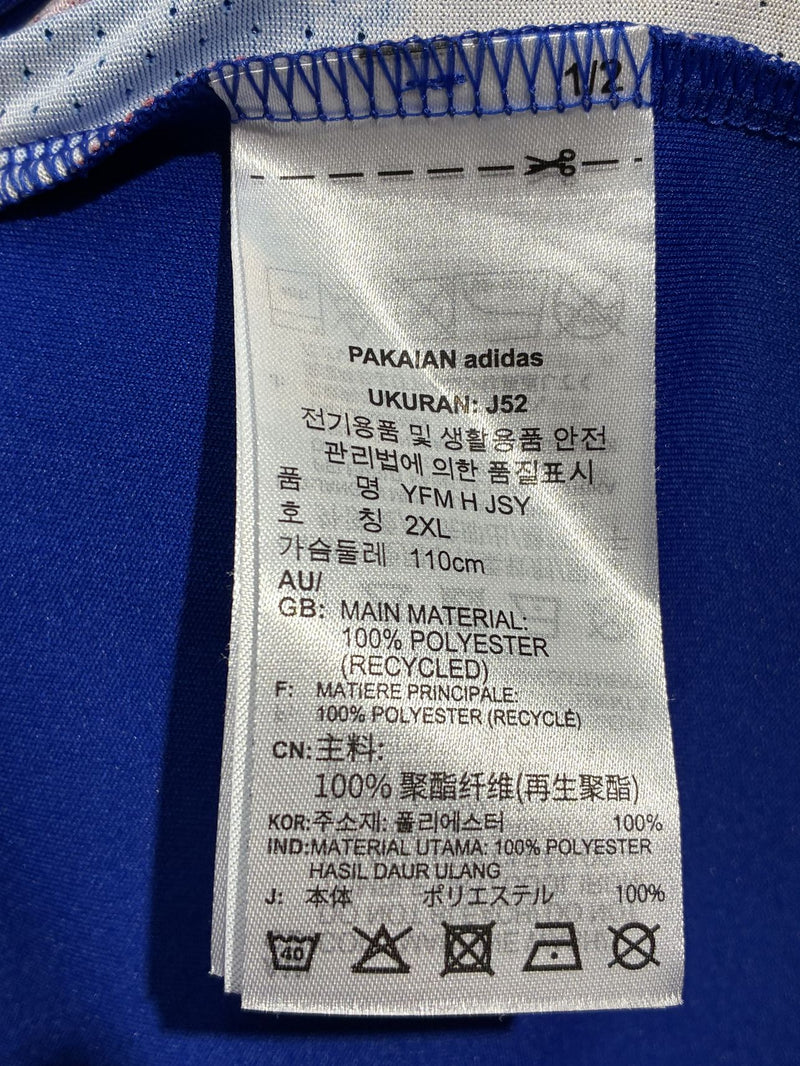 1/2
PAKAIAN adidas
UKURAN: J52
전기용품 및 생활용품 안전
관리법에 의한 품질표시
품 명 YFM H JSY
호 칭 2XL
가슴둘레 110cm
AU/
GB: MAIN MATERIAL:
100% POLYESTER
(RECYCLED)
F: MATIERE PRINCIPALE:
100% POLYESTER (RECYCLÉ)
CN: 主料:
100% 聚酯纤维(再生聚酯)
KOR: 주소재: 폴리에스터 100%
IND: MATERIAL UTAMA: 100% POLYESTER
HASIL DAUR ULANG
J: 本体 ポリエステル 100%
40